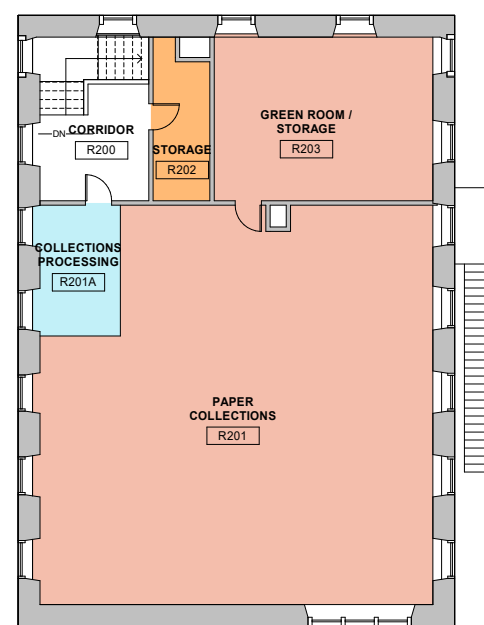 GREEN ROOM /
STORAGE
R203
DN
CORRIDOR
R200
STORAGE
R202
COLLECTIONS
PROCESSING
R201A
PAPER
COLLECTIONS
R201